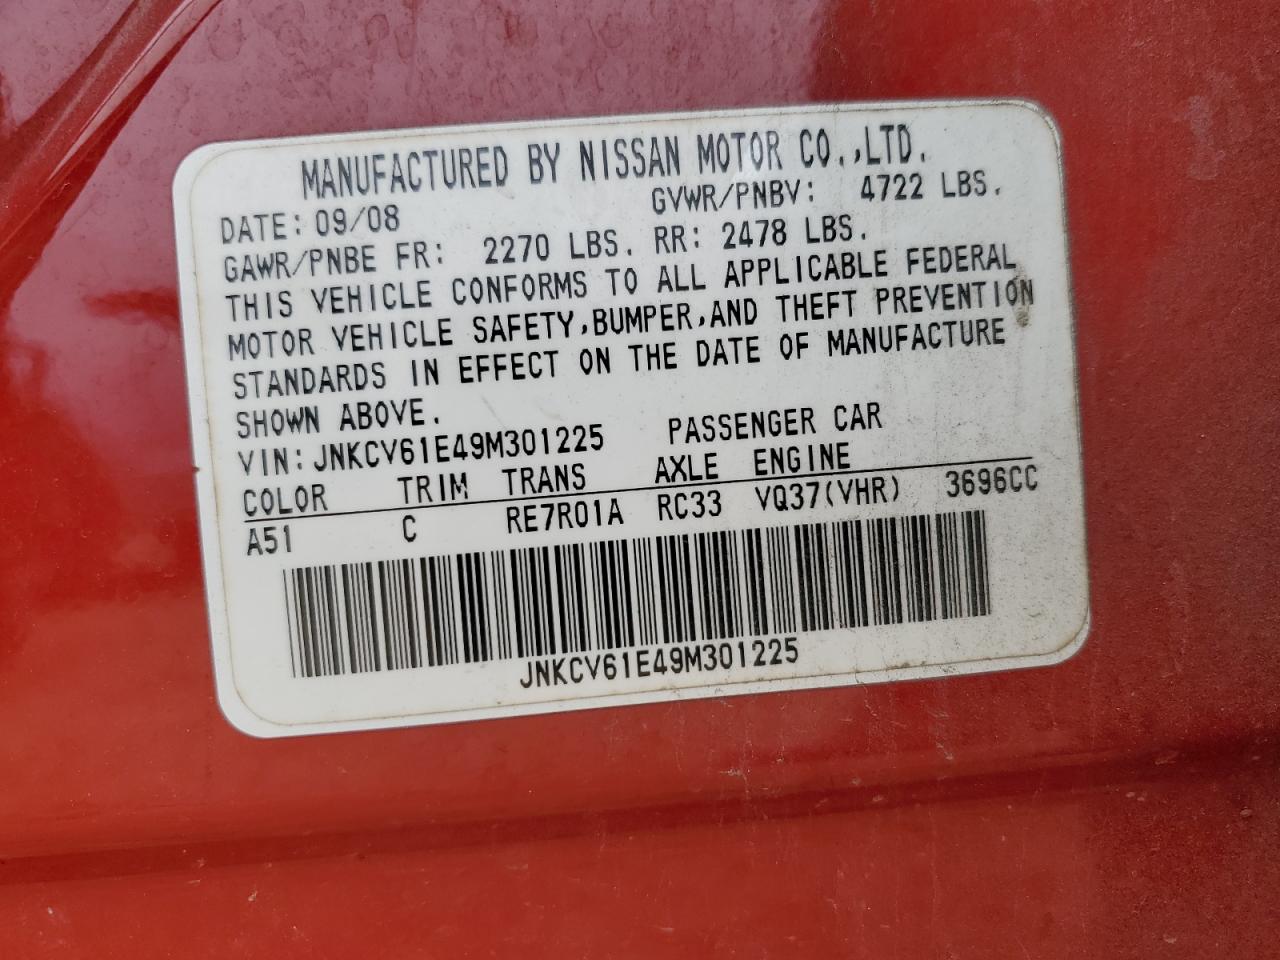 MANUFACTURED BY NISSAN MOTOR CO.,LTD.
DATE: 09/08 GVWR/PNBV: 4722 LBS.
GAWR/PNBE FR: 2270 LBS. RR: 2478 LBS.
THIS VEHICLE CONFORMS TO ALL APPLICABLE FEDERAL
MOTOR VEHICLE SAFETY,BUMPER,AND THEFT PREVENTION
STANDARDS IN EFFECT ON THE DATE OF MANUFACTURE
SHOWN ABOVE.
VIN: JNKCV61E49M301225 PASSENGER CAR
COLOR TRIM TRANS AXLE ENGINE
A51 C RE7R01A RC33 VQ37(VHR) 3696CC
JNKCV61E49M301225